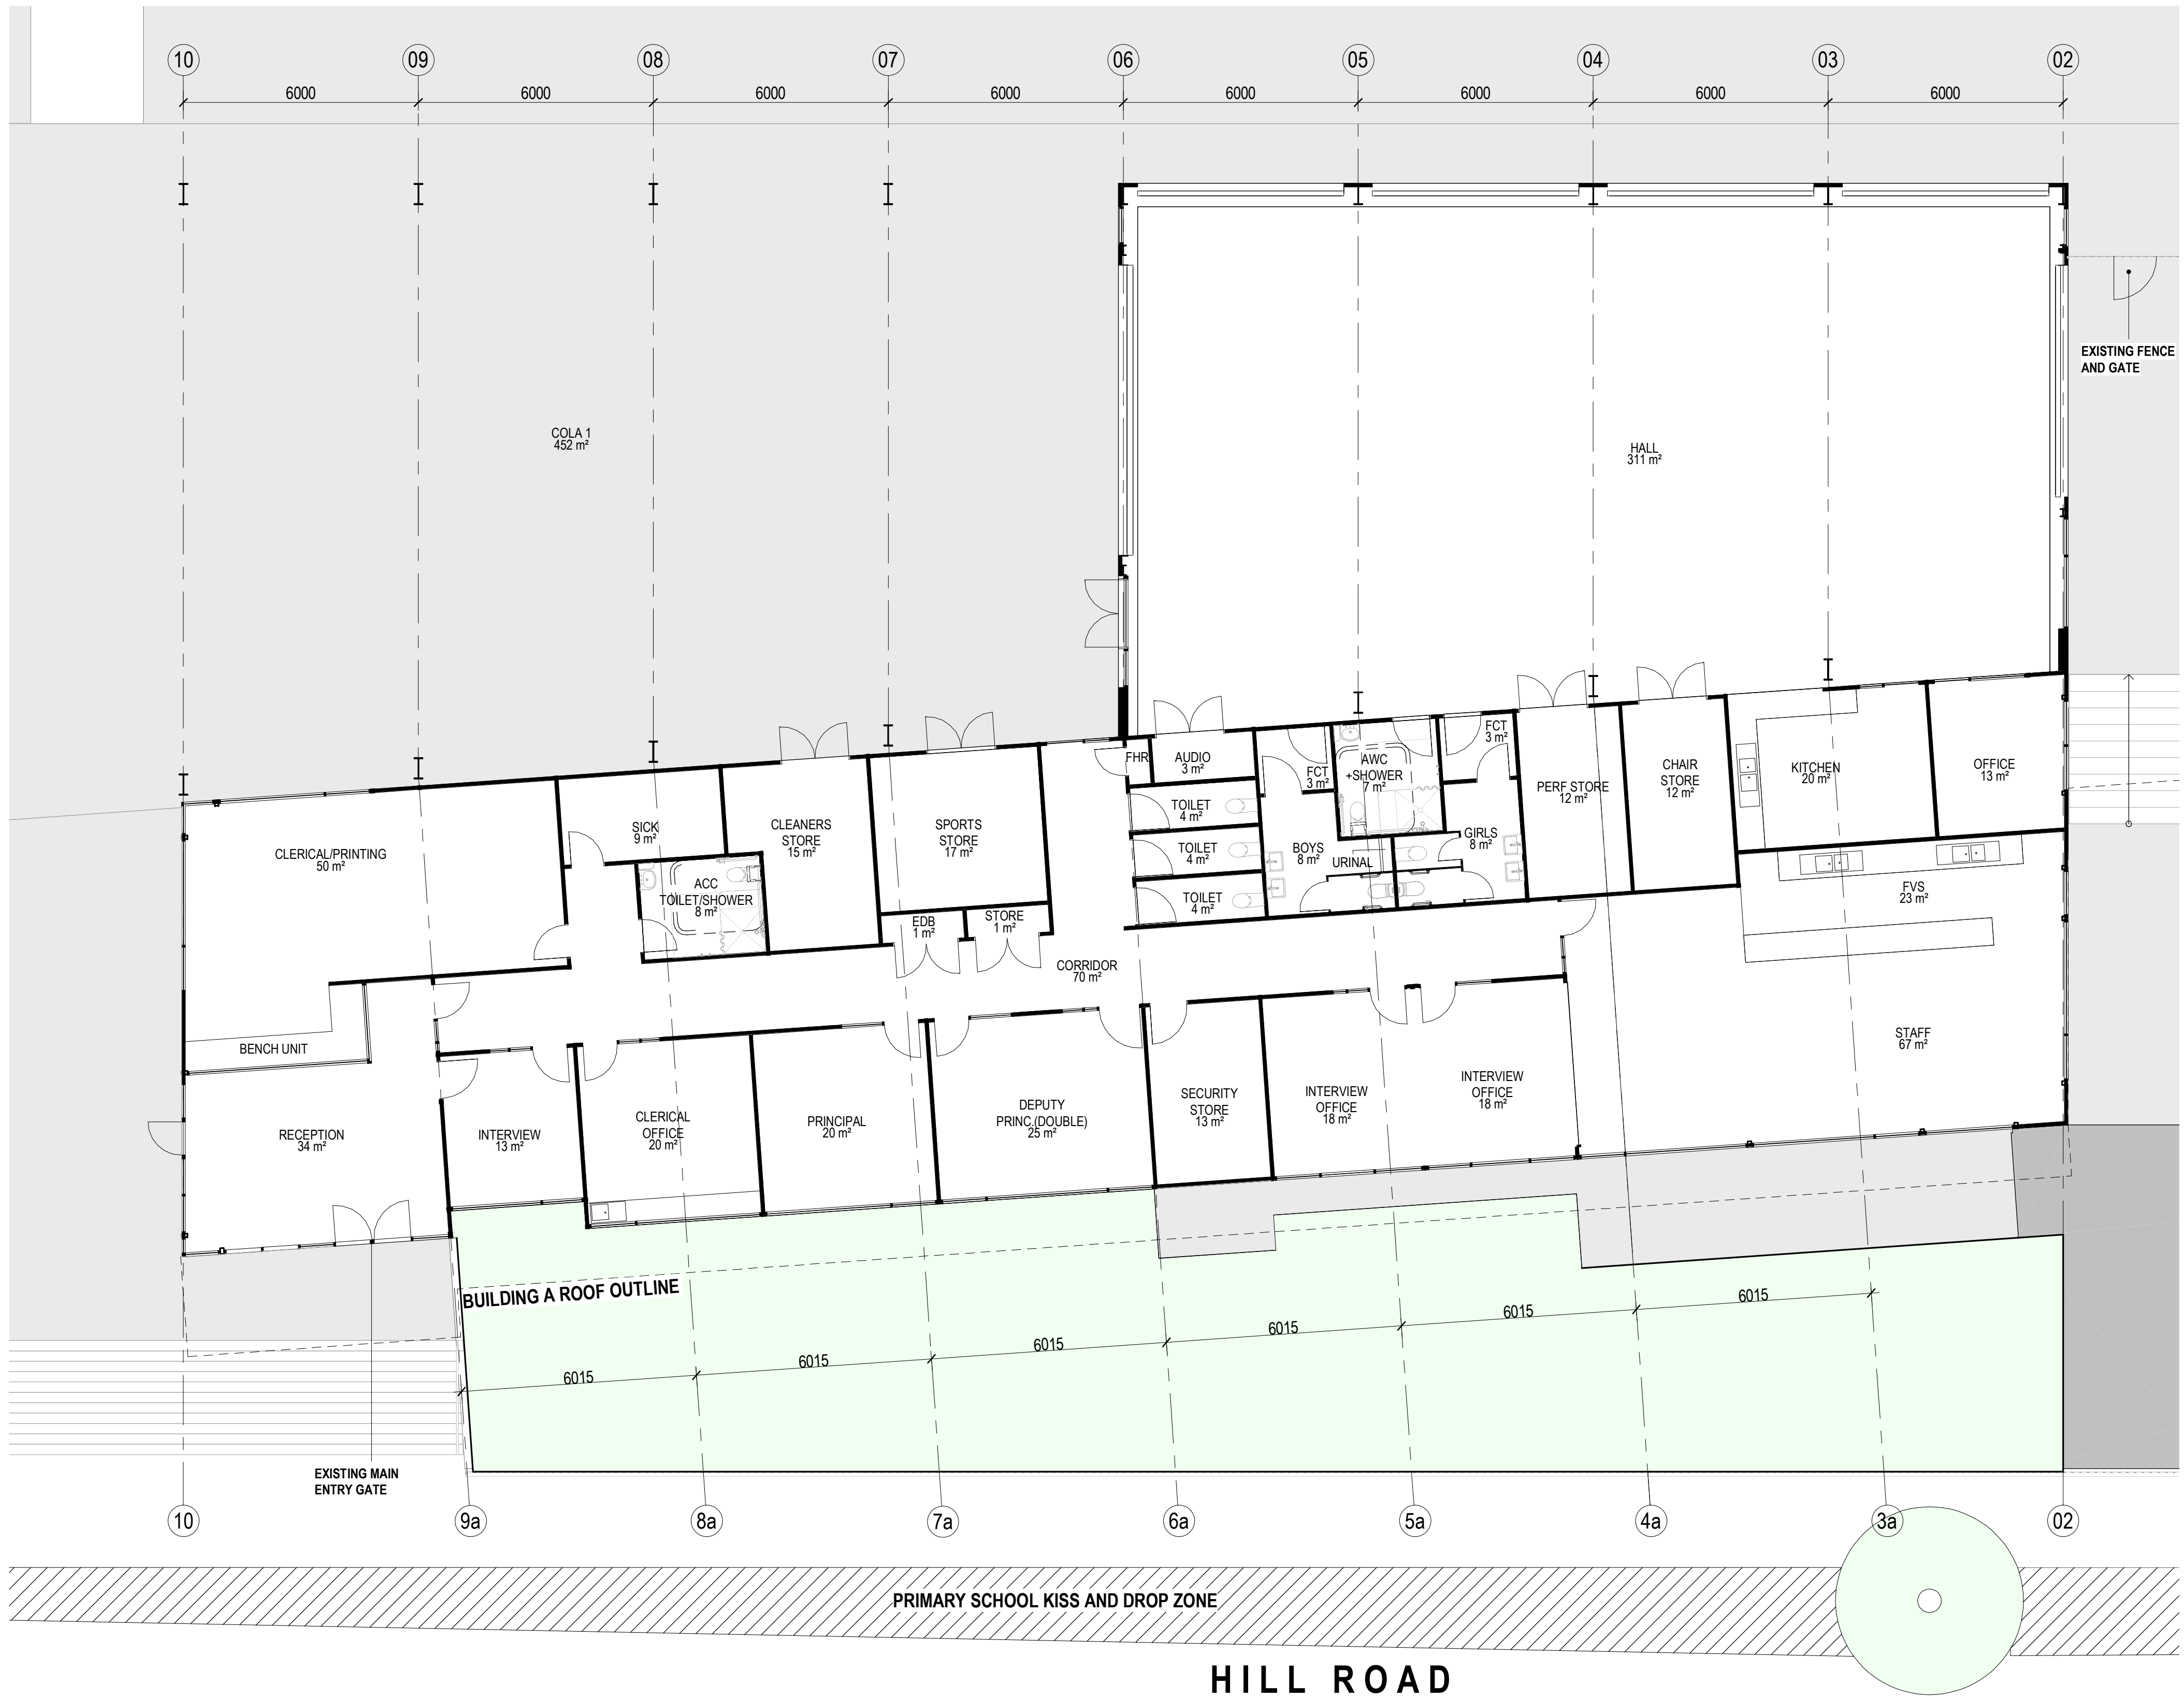 10 09 08 07 06 05 04 03 02
6000 6000 6000 6000 6000 6000 6000 6000
EXISTING FENCE
AND GATE
COLA 1
452 m²
HALL
311 m²
FHR
AUDIO
3 m²
FCT
3 m²
AWC
+SHOWER
7 m²
FCT
3 m²
PERF STORE
12 m²
CHAIR
STORE
12 m²
KITCHEN
20 m²
OFFICE
13 m²
TOILET
4 m²
TOILET
4 m²
TOILET
4 m²
BOYS
8 m²
URINAL
GIRLS
8 m²
CLERICAL/PRINTING
50 m²
SICK
9 m²
CLEANERS
STORE
15 m²
SPORTS
STORE
17 m²
ACC
TOILET/SHOWER
8 m²
EDB
1 m²
STORE
1 m²
FVS
23 m²
CORRIDOR
70 m²
BENCH UNIT
STAFF
67 m²
RECEPTION
34 m²
INTERVIEW
13 m²
CLERICAL
OFFICE
20 m²
PRINCIPAL
20 m²
DEPUTY
PRINC.(DOUBLE)
25 m²
SECURITY
STORE
13 m²
INTERVIEW
OFFICE
18 m²
INTERVIEW
OFFICE
18 m²
BUILDING A ROOF OUTLINE
6015 6015 6015 6015 6015 6015
EXISTING MAIN
ENTRY GATE
10 9a 8a 7a 6a 5a 4a 3a 02
PRIMARY SCHOOL KISS AND DROP ZONE
HILL ROAD